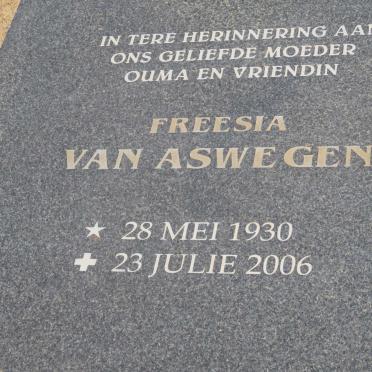 IN TERE HERINNERING AAN
ONS GELIEFDE MOEDER
OUMA EN VRIENDIN
FREESIA
VAN ASWEGEN
★ 28 MEI 1930
✚ 23 JULIE 2006